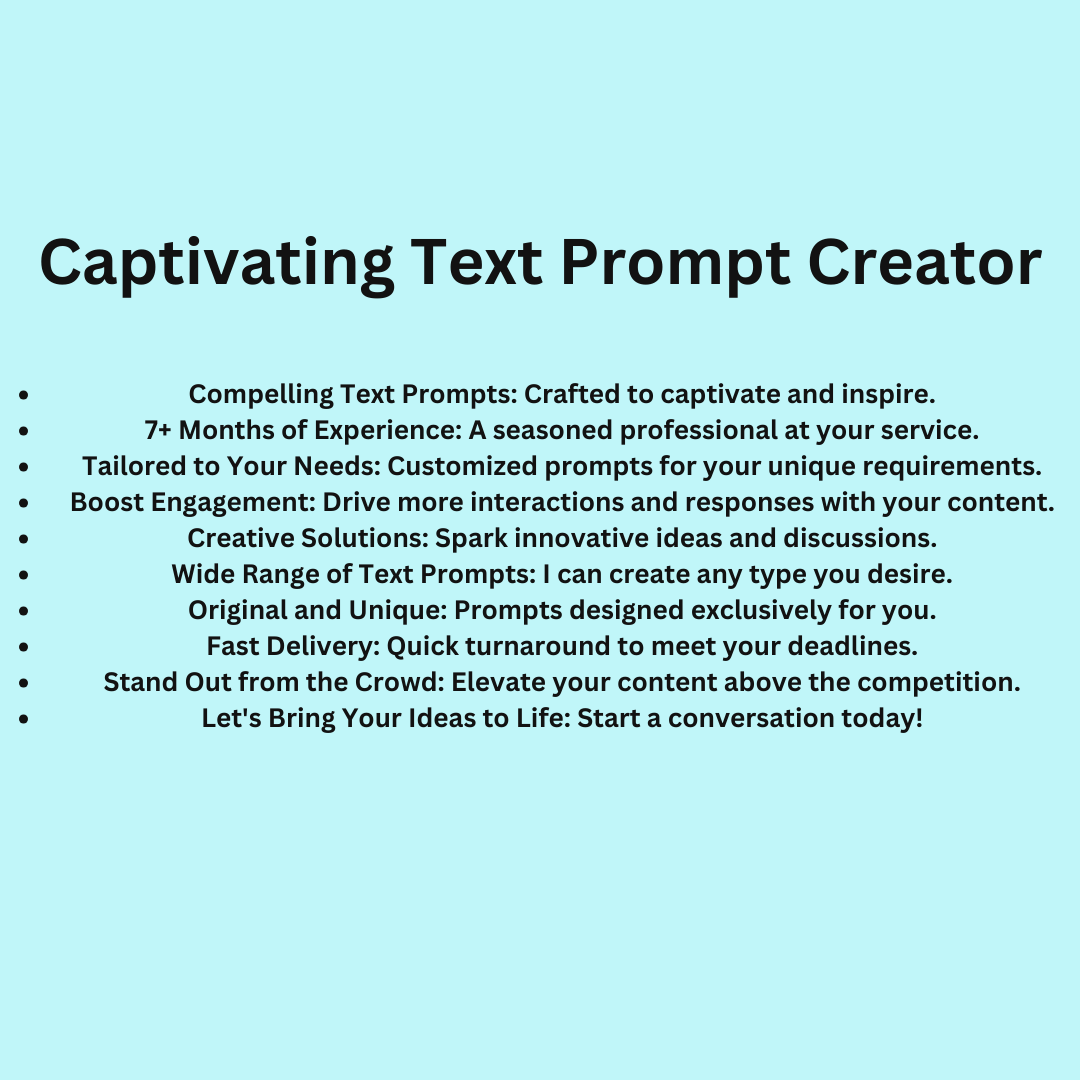 Captivating Text Prompt Creator
• Compelling Text Prompts: Crafted to captivate and inspire.
• 7+ Months of Experience: A seasoned professional at your service.
• Tailored to Your Needs: Customized prompts for your unique requirements.
• Boost Engagement: Drive more interactions and responses with your content.
• Creative Solutions: Spark innovative ideas and discussions.
• Wide Range of Text Prompts: I can create any type you desire.
• Original and Unique: Prompts designed exclusively for you.
• Fast Delivery: Quick turnaround to meet your deadlines.
• Stand Out from the Crowd: Elevate your content above the competition.
• Let's Bring Your Ideas to Life: Start a conversation today!